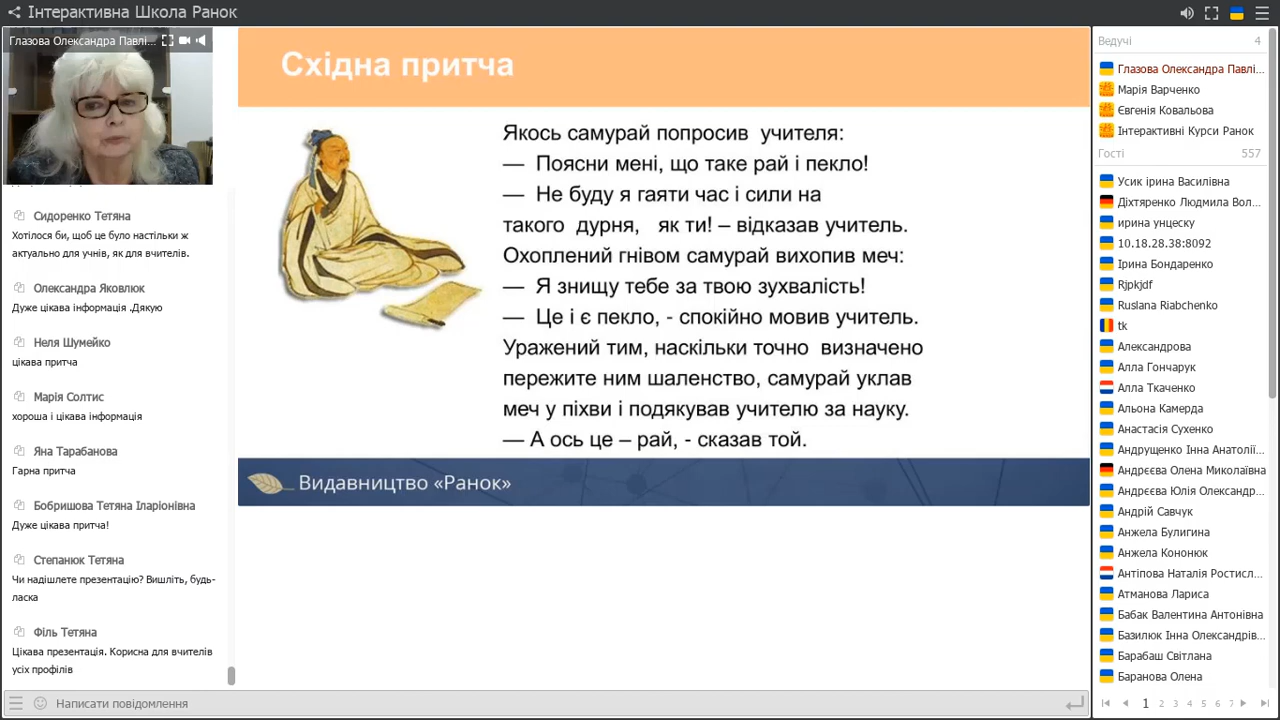 Інтерактивна Школа Ранок
Глазова Олександра Павлі...
Сидоренко Тетяна
Хотілося би, щоб це було настільки ж
актуально для учнів, як для вчителів.
Олександра Яковлюк
Дуже цікава інформація .Дякую
Неля Шумейко
цікава притча
Марія Солтис
хороша і цікава інформація
Яна Тарабанова
Гарна притча
Бобришова Тетяна Іларіонівна
Дуже цікава притча!
Степанюк Тетяна
Чи надішлете презентацію? Вишліть, будь-
ласка
Філь Тетяна
Цікава презентація. Корисна для вчителів
усіх профілів
Написати повідомлення
Східна притча
Якось самурай попросив учителя:
— Поясни мені, що таке рай і пекло!
— Не буду я гаяти час і сили на
такого дурня, як ти! – відказав учитель.
Охоплений гнівом самурай вихопив меч:
— Я знищу тебе за твою зухвалість!
— Це і є пекло, - спокійно мовив учитель.
Уражений тим, наскільки точно визначено
пережите ним шаленство, самурай уклав
меч у піхви і подякував учителю за науку.
— А ось це – рай, - сказав той.
Видавництво «Ранок»
Ведучі 4
Глазова Олександра Павлі...
Марія Варченко
Євгенія Ковальова
Інтерактивні Курси Ранок
Гості 557
Усик ірина Василівна
Діхтяренко Людмила Вол...
ирина унцеску
10.18.28.38:8092
Ірина Бондаренко
Rjpkjdf
Ruslana Riabchenko
tk
Александрова
Алла Гончарук
Алла Ткаченко
Альона Камерда
Анастасія Сухенко
Андрущенко Інна Анатолії...
Андрєєва Олена Миколаївна
Андрєєва Юлія Олександр...
Андрій Савчук
Анжела Булигина
Анжела Кононюк
Антіпова Наталія Ростисл...
Атманова Лариса
Бабак Валентина Антонівна
Базилюк Інна Олександрів...
Барабаш Світлана
Баранова Олена
1 2 3 4 5 6 7